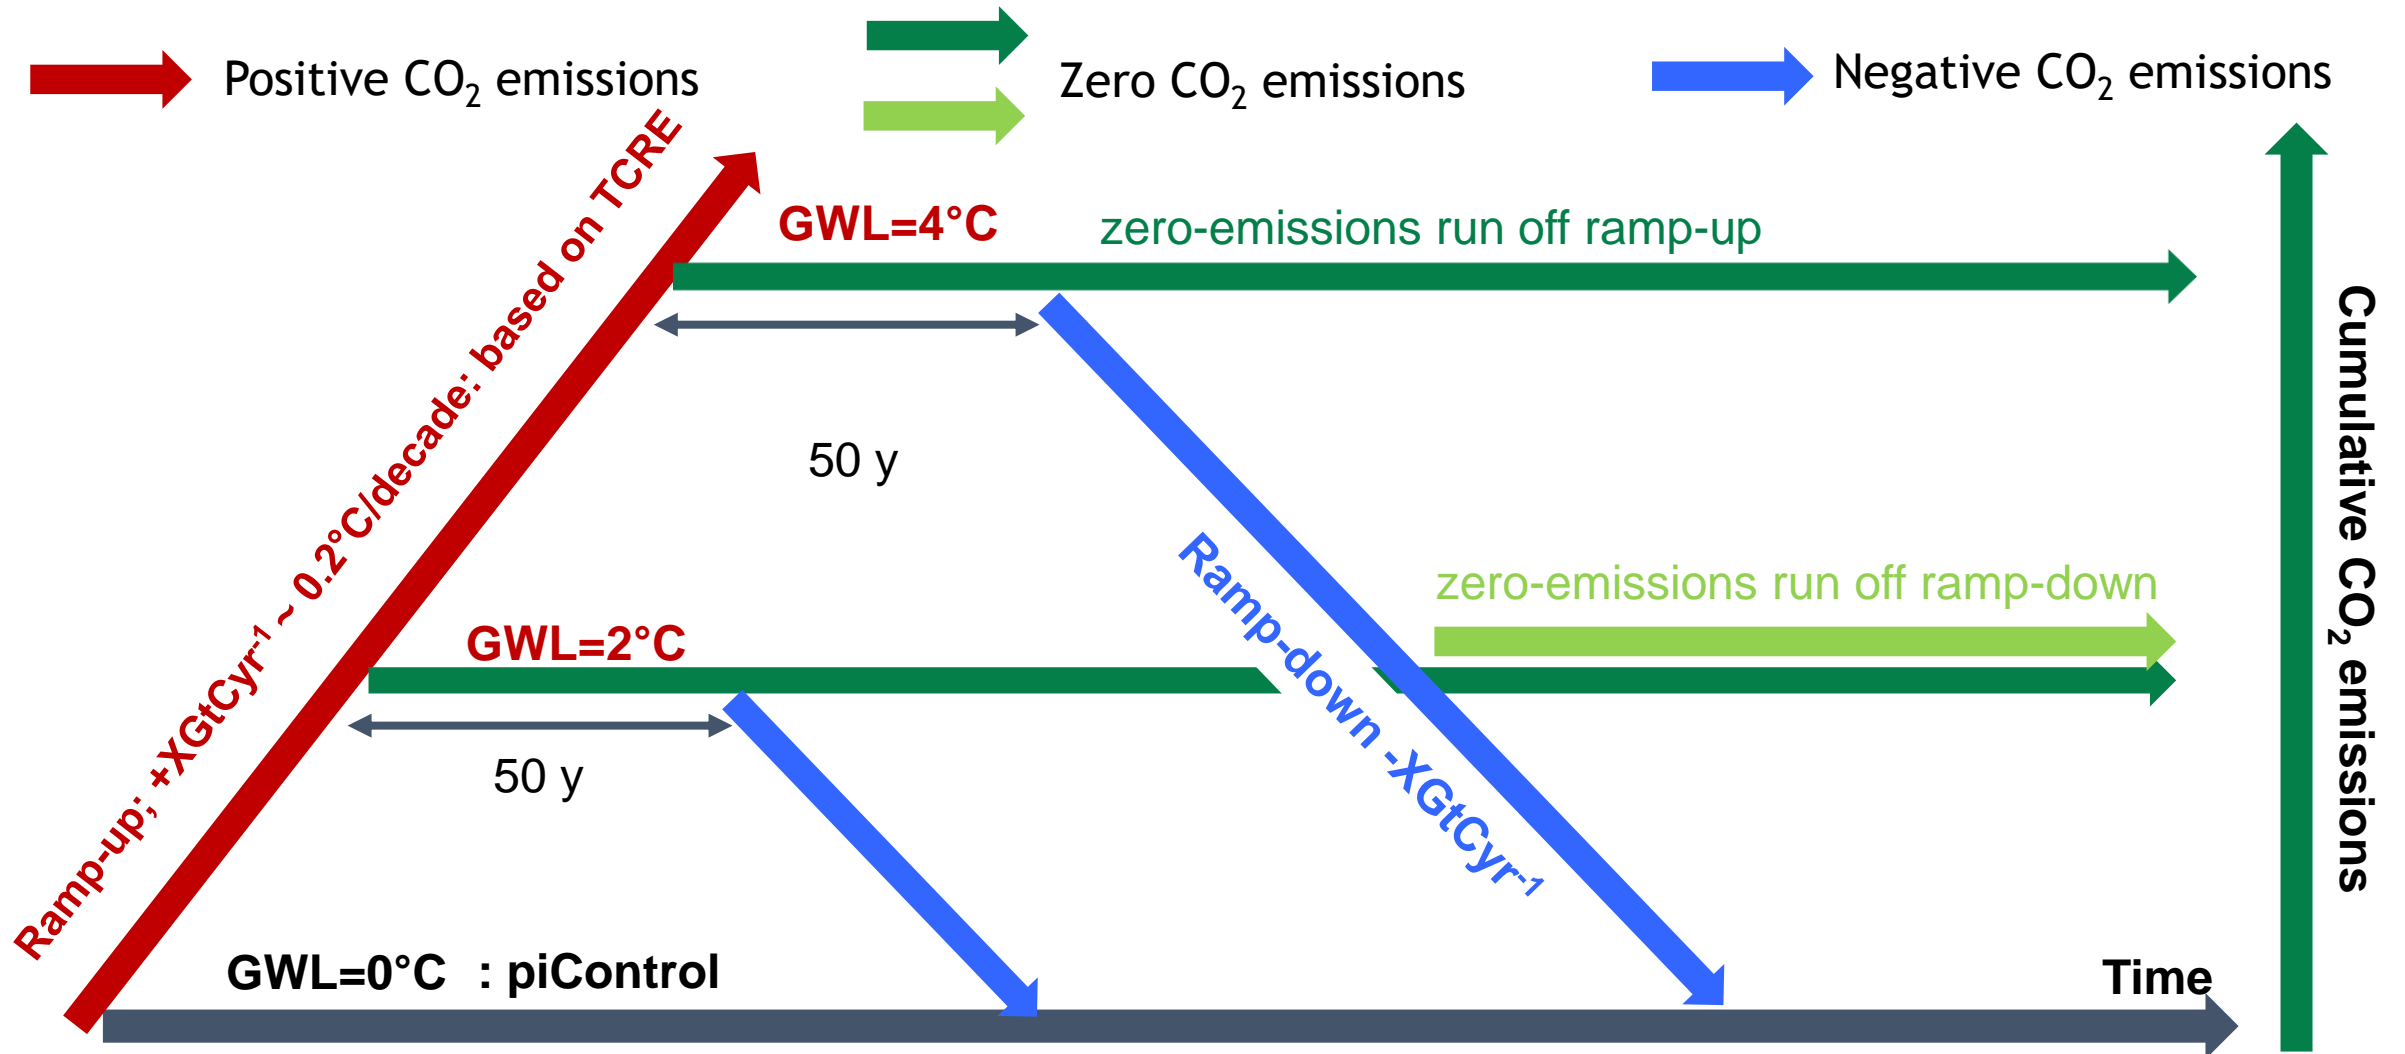 Positive CO₂ emissions
Zero CO₂ emissions
Negative CO₂ emissions
Ramp-up; +XGtCyr⁻¹ ~ 0.2°C/decade: based on TCRE
GWL=4°C
zero-emissions run off ramp-up
50 y
Ramp-down -XGtCyr⁻¹
zero-emissions run off ramp-down
GWL=2°C
50 y
GWL=0°C : piControl
Time
Cumulative CO₂ emissions